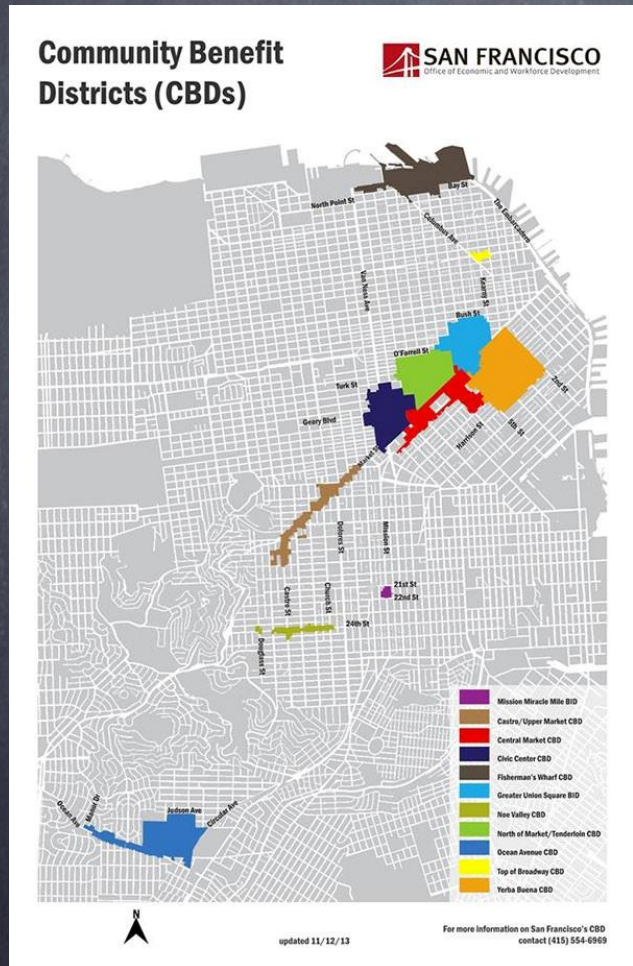 Community Benefit
Districts (CBDs)
SAN FRANCISCO
Office of Economic and Workforce Development
Bay St
North Point St
The Embarcadero
Columbus Ave
Van Ness Ave
Kearny St
Bush St
O'Farrell St
Turk St
2nd St
Geary Blvd
5th St
Harrison St
Market St
Dolores St
Mission St
21st St
22nd St
Castro St
Church St
24th St
Douglass St
Mission Miracle Mile BID
Castro/Upper Market CBD
Central Market CBD
Civic Center CBD
Fisherman's Wharf CBD
Greater Union Square BID
Noe Valley CBD
North of Market/Tenderloin CBD
Ocean Avenue CBD
Top of Broadway CBD
Yerba Buena CBD
Ocean Ave
Manor Dr
Judson Ave
Circular Ave
N
updated 11/12/13
For more information on San Francisco's CBD
contact (415) 554-6969